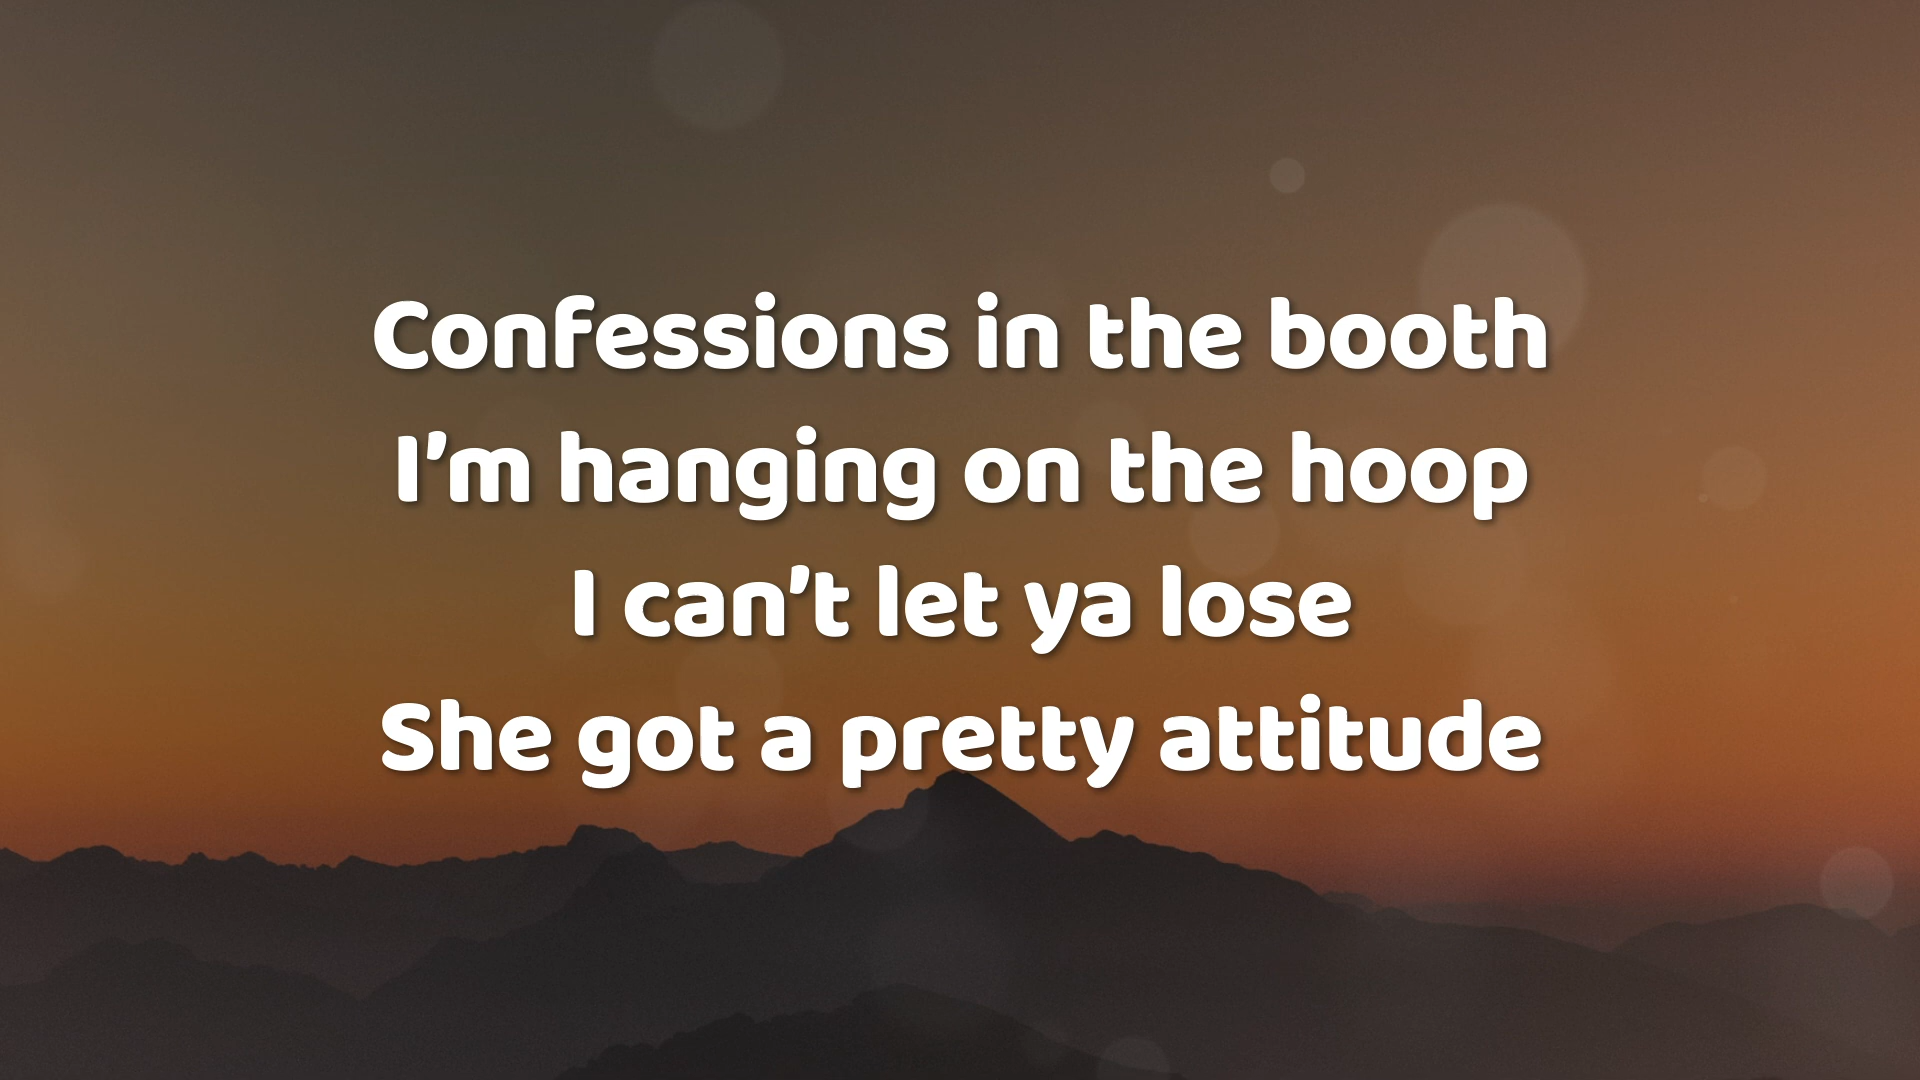 Confessions in the booth
I’m hanging on the hoop
I can’t let ya lose
She got a pretty attitude